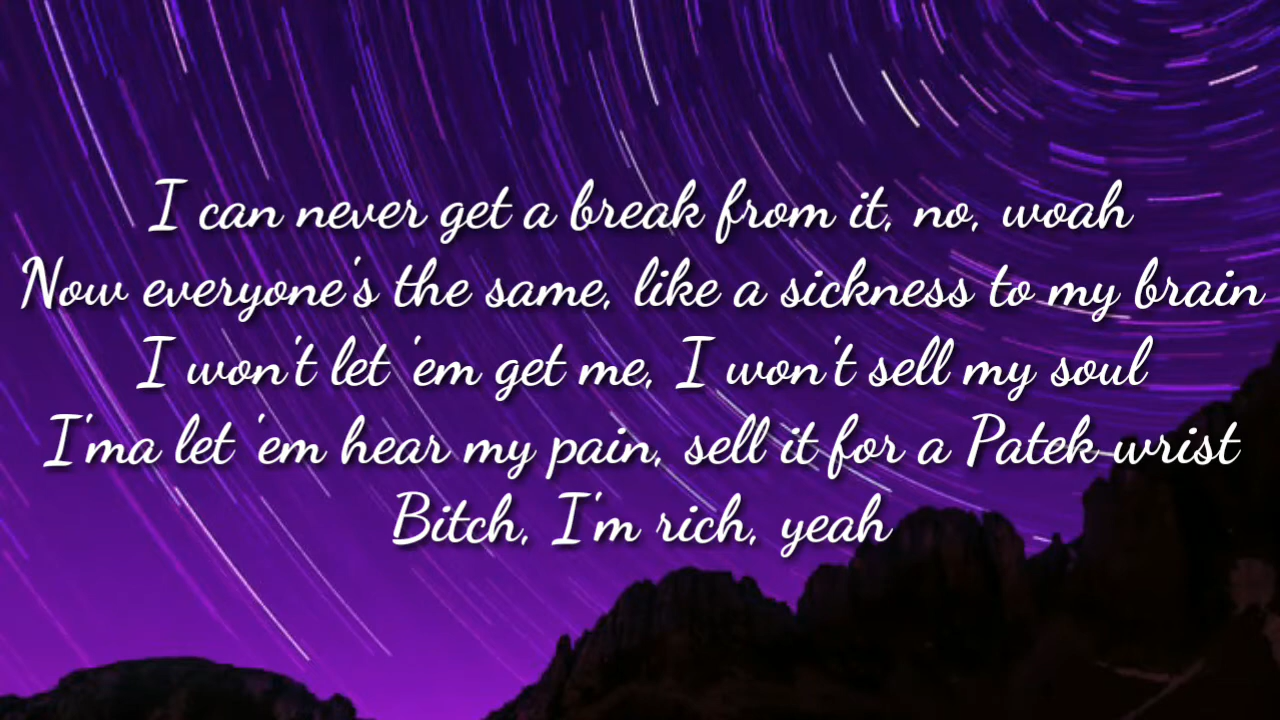 I can never get a break from it, no, woah
Now everyone's the same, like a sickness to my brain
I won't let 'em get me, I won't sell my soul
I'ma let 'em hear my pain, sell it for a Patek wrist
Bitch, I'm rich, yeah